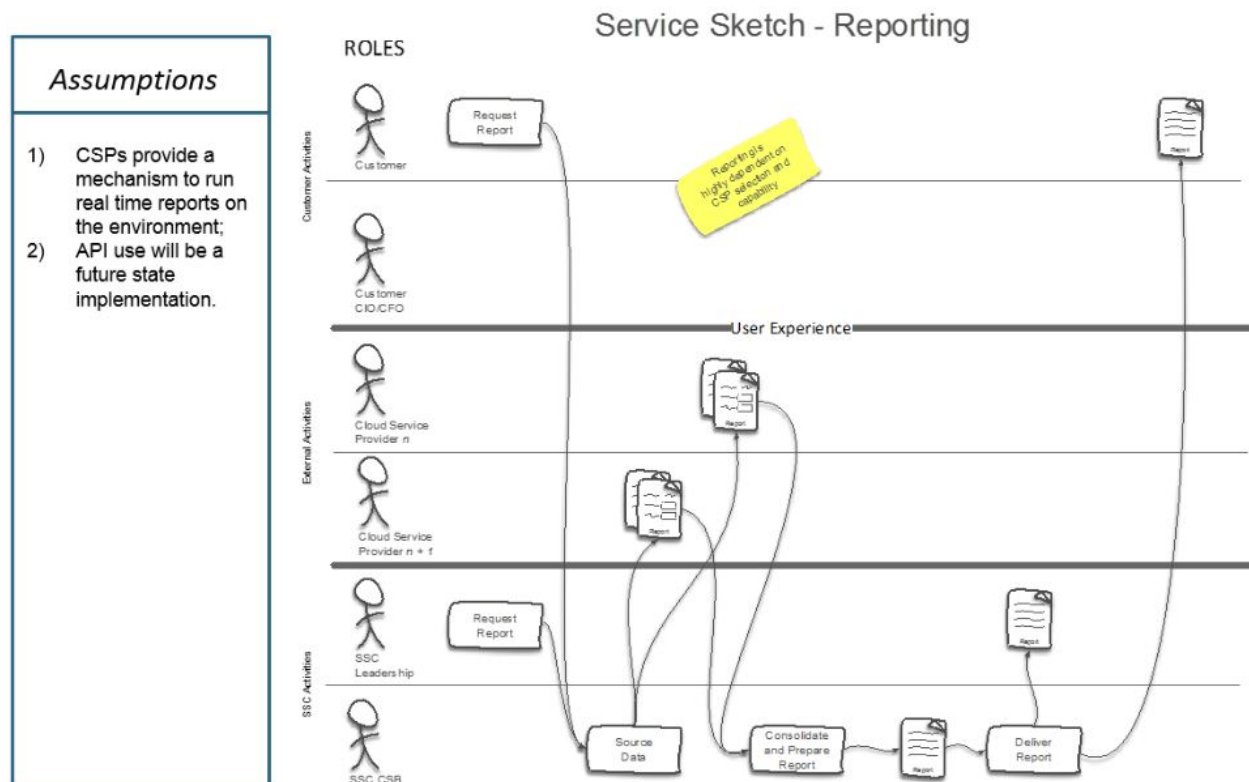 Service Sketch - Reporting
Assumptions
1) CSPs provide a
mechanism to run
real time reports on
the environment;
2) API use will be a
future state
implementation.
ROLES
Customer Activities
Customer
Request
Report
Reporting is
highly dependent on
CSP selection and
capability
Report
Customer
CIO/CFO
User Experience
External Activities
Cloud Service
Provider n
Report
Cloud Service
Provider n + 1
Report
SSC Activities
SSC
Leadership
Request
Report
Report
SSC CSB
Source
Data
Consolidate
and Prepare
Report
Report
Deliver
Report